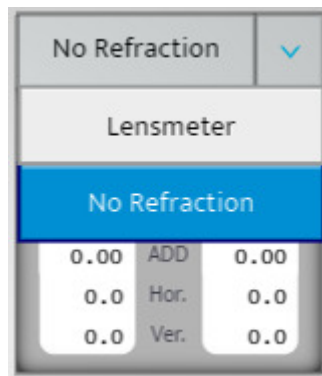 No Refraction
Lensmeter
No Refraction
0.00 ADD 0.00
0.0 Hor. 0.0
0.0 Ver. 0.0